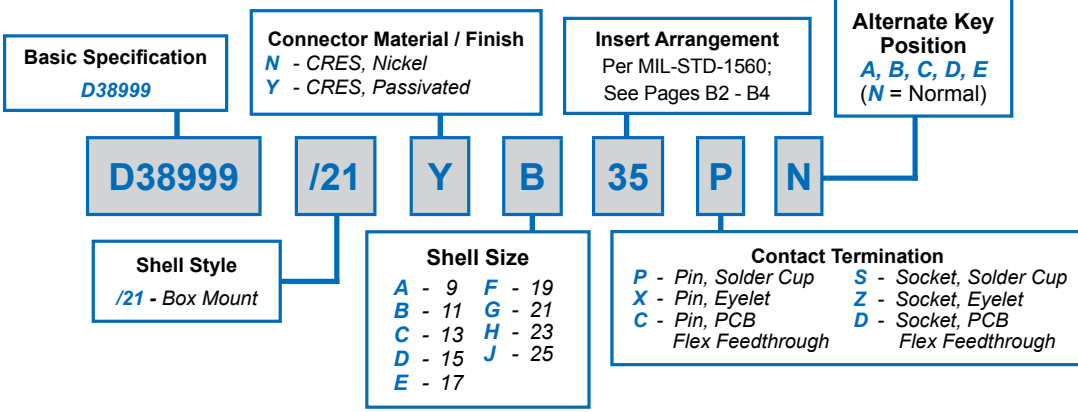 Basic Specification
D38999
Connector Material / Finish
N - CRES, Nickel
Y - CRES, Passivated
Insert Arrangement
Per MIL-STD-1560;
See Pages B2 - B4
Alternate Key
Position
A, B, C, D, E
(N = Normal)
D38999 /21 Y B 35 P N
Shell Style
/21 - Box Mount
Shell Size
A - 9 F - 19
B - 11 G - 21
C - 13 H - 23
D - 15 J - 25
E - 17
Contact Termination
P - Pin, Solder Cup S - Socket, Solder Cup
X - Pin, Eyelet Z - Socket, Eyelet
C - Pin, PCB D - Socket, PCB
Flex Feedthrough Flex Feedthrough